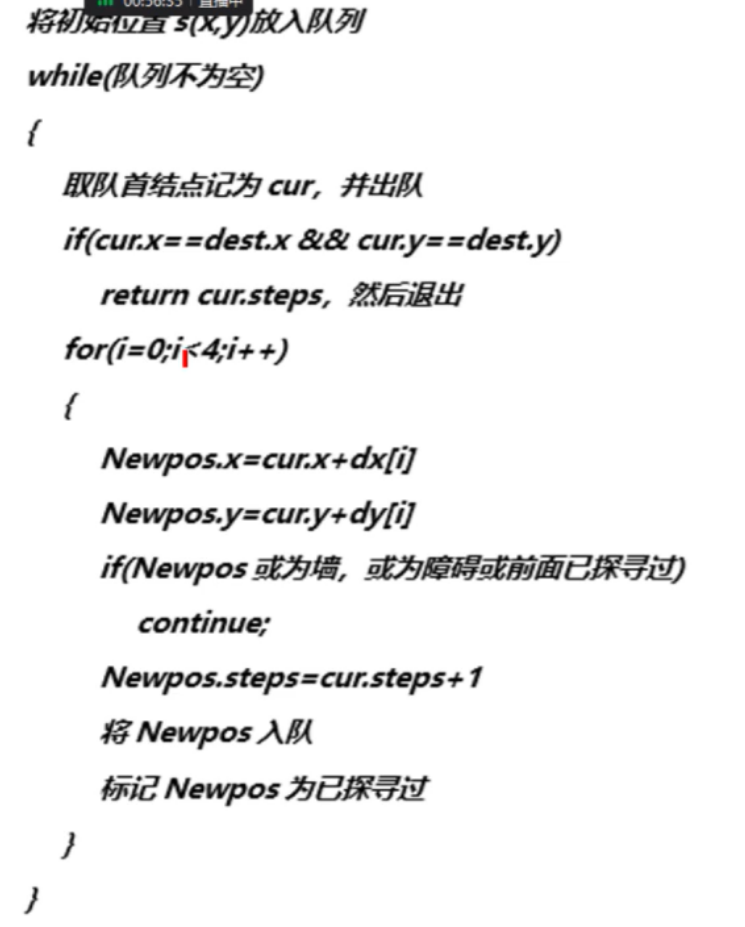 00:56:35 | 直播中
将初始位置 s(x,y)放入队列
while(队列不为空)
{
取队首结点记为 cur，并出队
if(cur.x==dest.x && cur.y==dest.y)
return cur.steps，然后退出
for(i=0;i<4;i++)
{
Newpos.x=cur.x+dx[i]
Newpos.y=cur.y+dy[i]
if(Newpos 或为墙，或为障碍或前面已探寻过)
continue;
Newpos.steps=cur.steps+1
将 Newpos 入队
标记 Newpos 为已探寻过
}
}